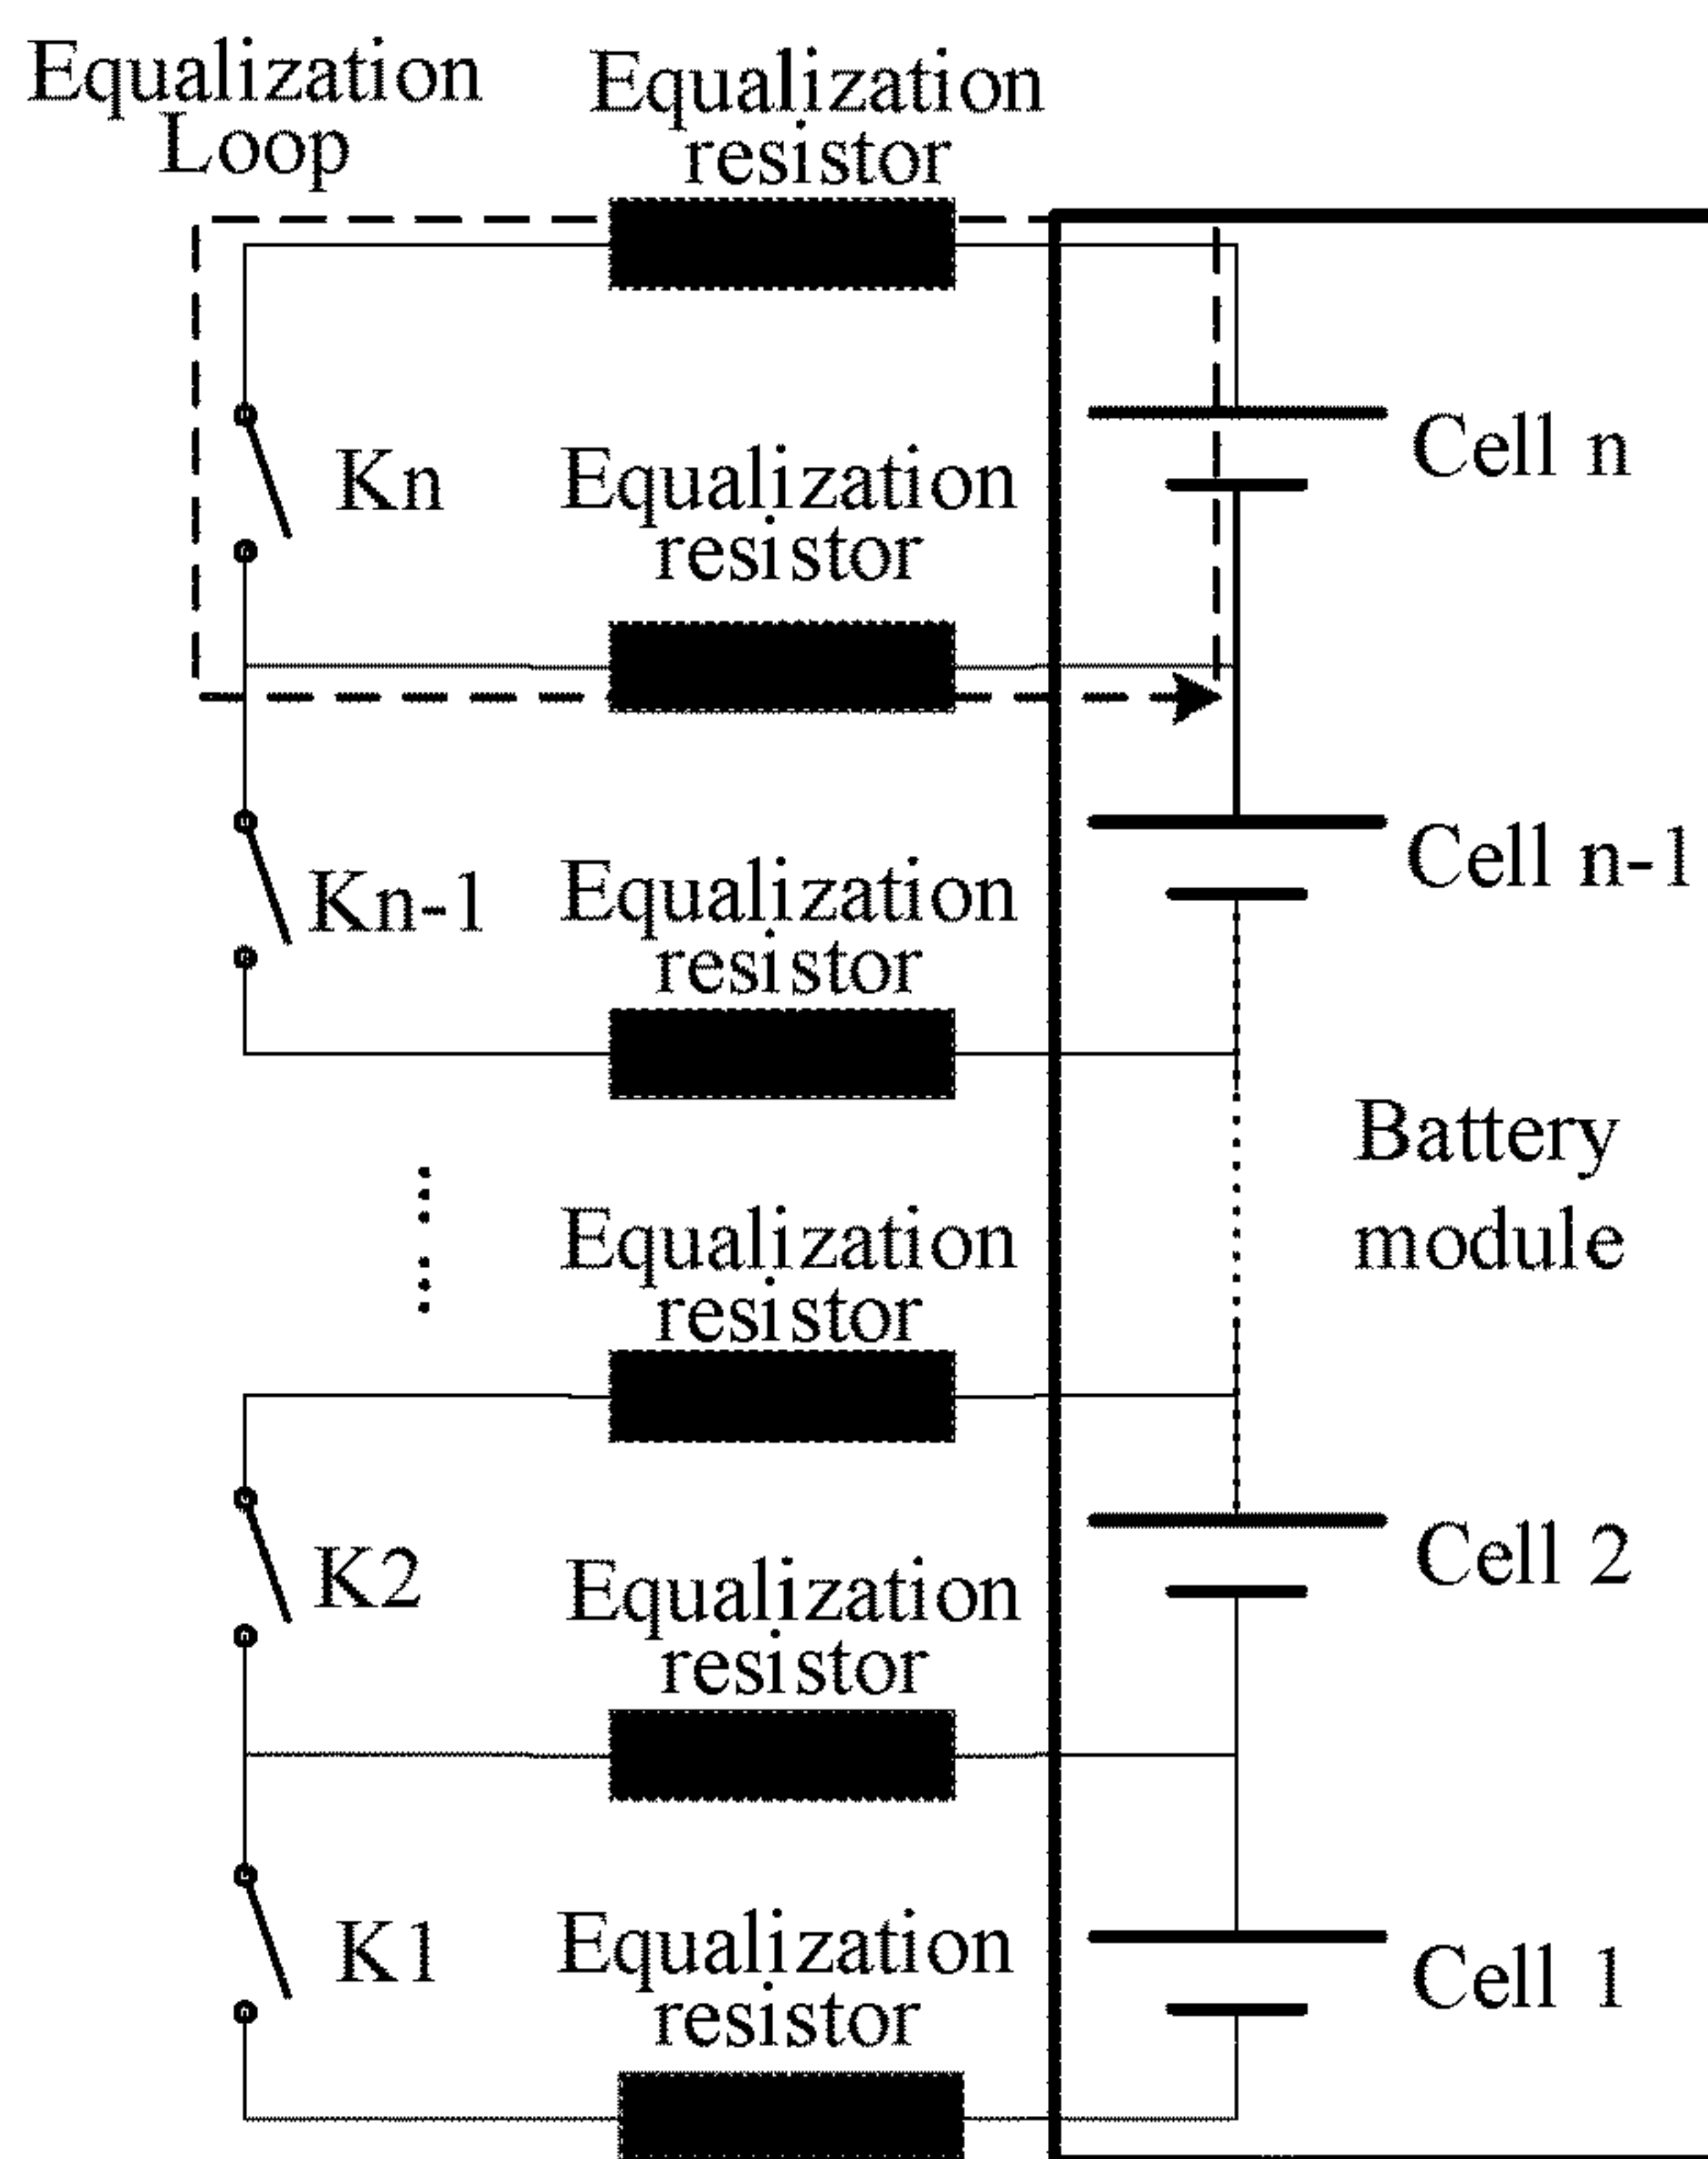 Equalization
Loop
Equalization
resistor
Kn
Equalization
resistor
Cell n
Kn-1
Equalization
resistor
Cell n-1
Battery
module
Equalization
resistor
K2
Equalization
resistor
Cell 2
K1
Equalization
resistor
Cell 1